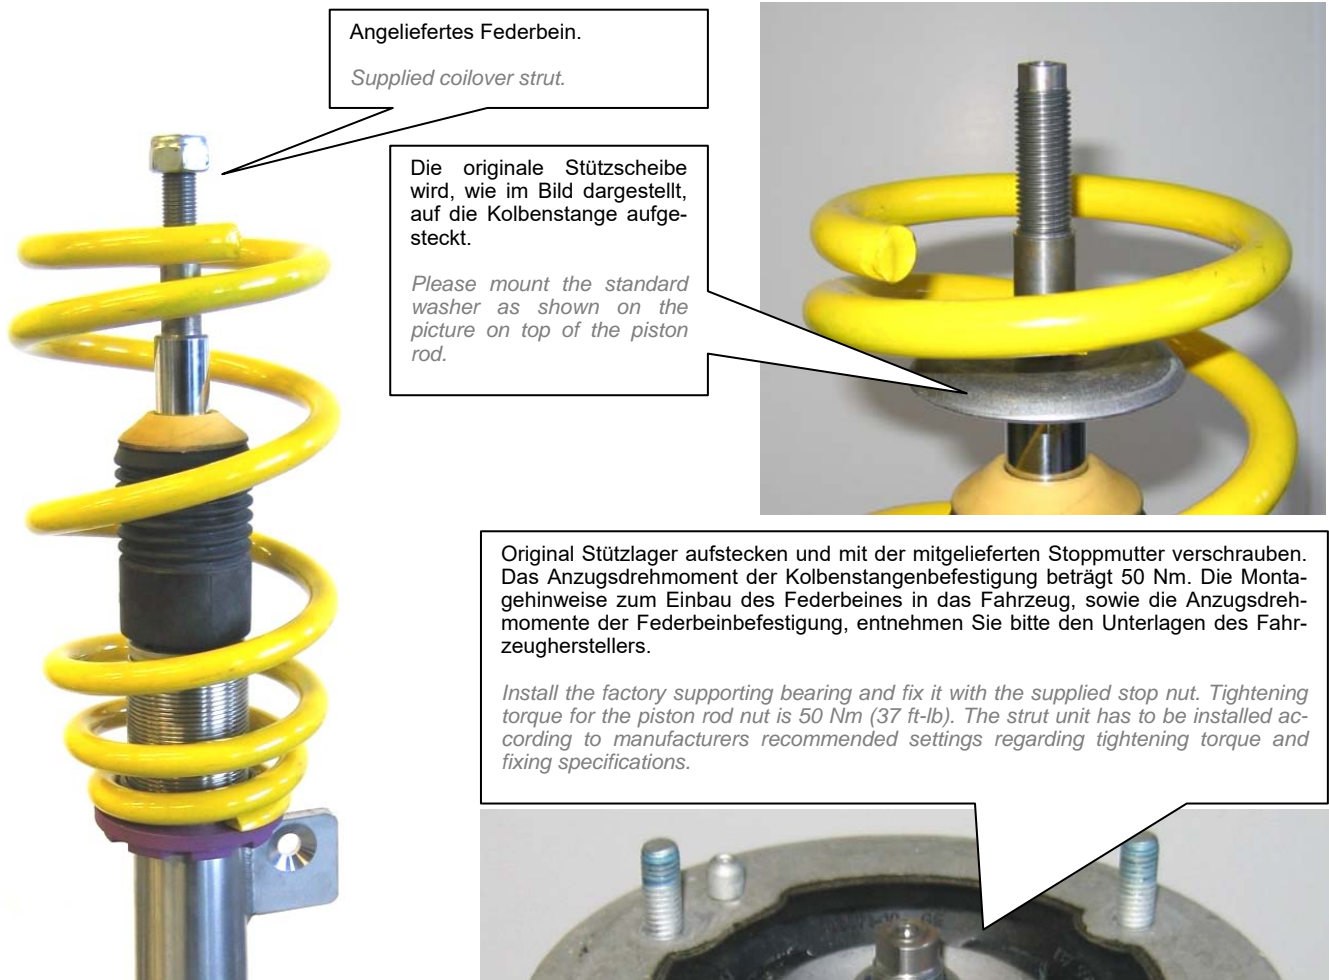 Angeliefertes Federbein.
Supplied coilover strut.
Die originale Stützscheibe
wird, wie im Bild dargestellt,
auf die Kolbenstange aufge-
steckt.
Please mount the standard
washer as shown on the
picture on top of the piston
rod.
Original Stützlager aufstecken und mit der mitgelieferten Stoppmutter verschrauben.
Das Anzugsdrehmoment der Kolbenstangenbefestigung beträgt 50 Nm. Die Monta-
gehinweise zum Einbau des Federbeines in das Fahrzeug, sowie die Anzugsdreh-
momente der Federbeinbefestigung, entnehmen Sie bitte den Unterlagen des Fahr-
zeugherstellers.
Install the factory supporting bearing and fix it with the supplied stop nut. Tightening
torque for the piston rod nut is 50 Nm (37 ft-lb). The strut unit has to be installed ac-
cording to manufacturers recommended settings regarding tightening torque and
fixing specifications.